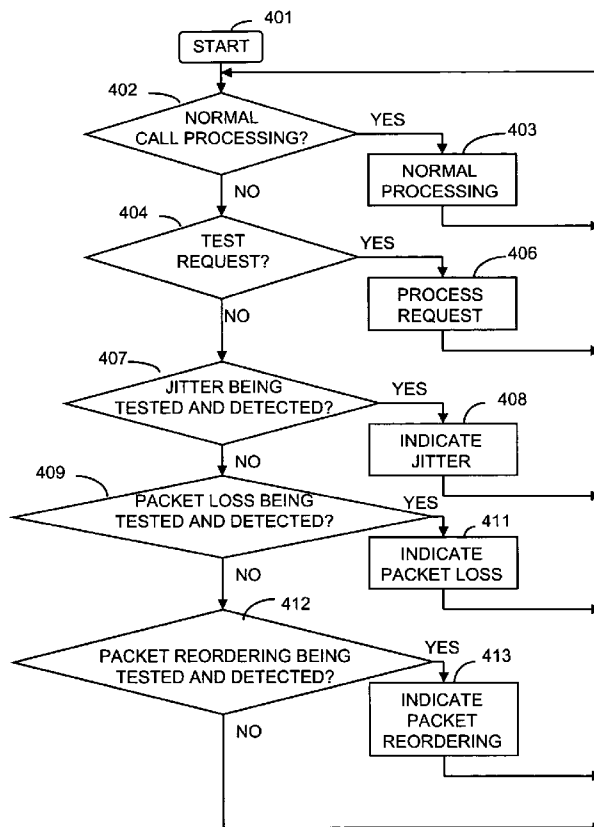 401
START
402
NORMAL
CALL PROCESSING?
YES
403
NORMAL
PROCESSING
NO
404
TEST
REQUEST?
YES
406
PROCESS
REQUEST
NO
407
JITTER BEING
TESTED AND DETECTED?
YES
408
INDICATE
JITTER
NO
409
PACKET LOSS BEING
TESTED AND DETECTED?
YES
411
INDICATE
PACKET LOSS
NO
412
PACKET REORDERING BEING
TESTED AND DETECTED?
YES
413
INDICATE
PACKET
REORDERING
NO